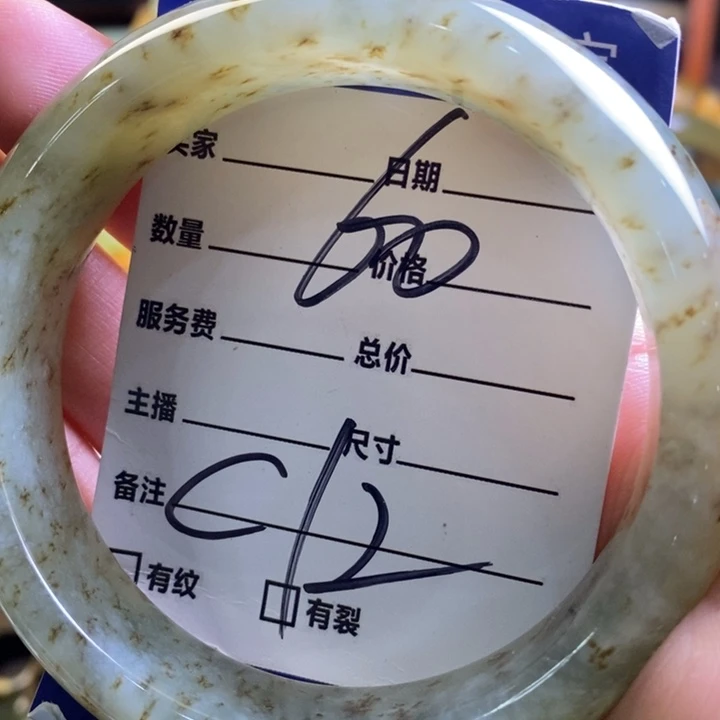 买家 日期
600
数量 价格
服务费 总价
主播 尺寸
备注 C12
有纹 有裂